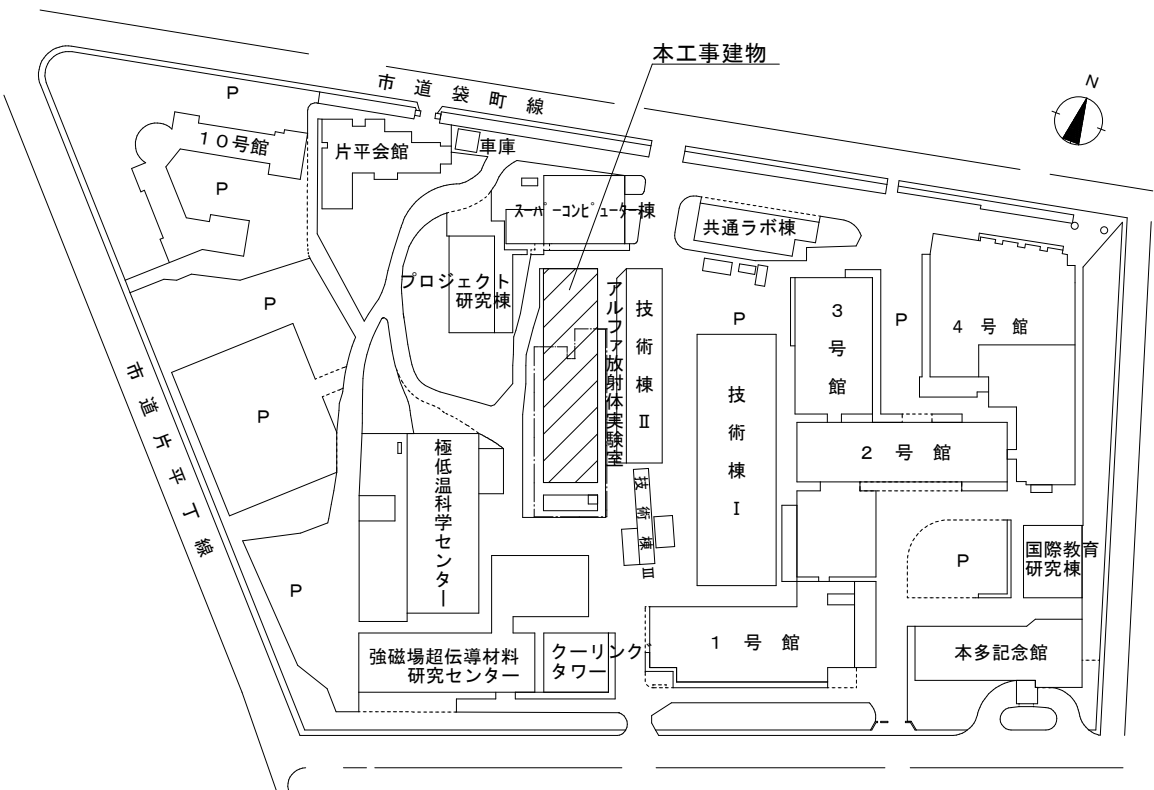 本工事建物
市道袋町線
N
P
10号館
片平会館
車庫
P
スーパーコンピューター棟
共通ラボ棟
プロジェクト
研究棟
P
アルファ放射体実験室
技術棟Ⅱ
P
3号館
P
4号館
市道片平丁線
P
技術棟Ⅰ
2号館
極低温科学センター
技術棟Ⅲ
P
P
国際教育
研究棟
強磁場超伝導材料
研究センター
クーリング
タワー
1号館
本多記念館